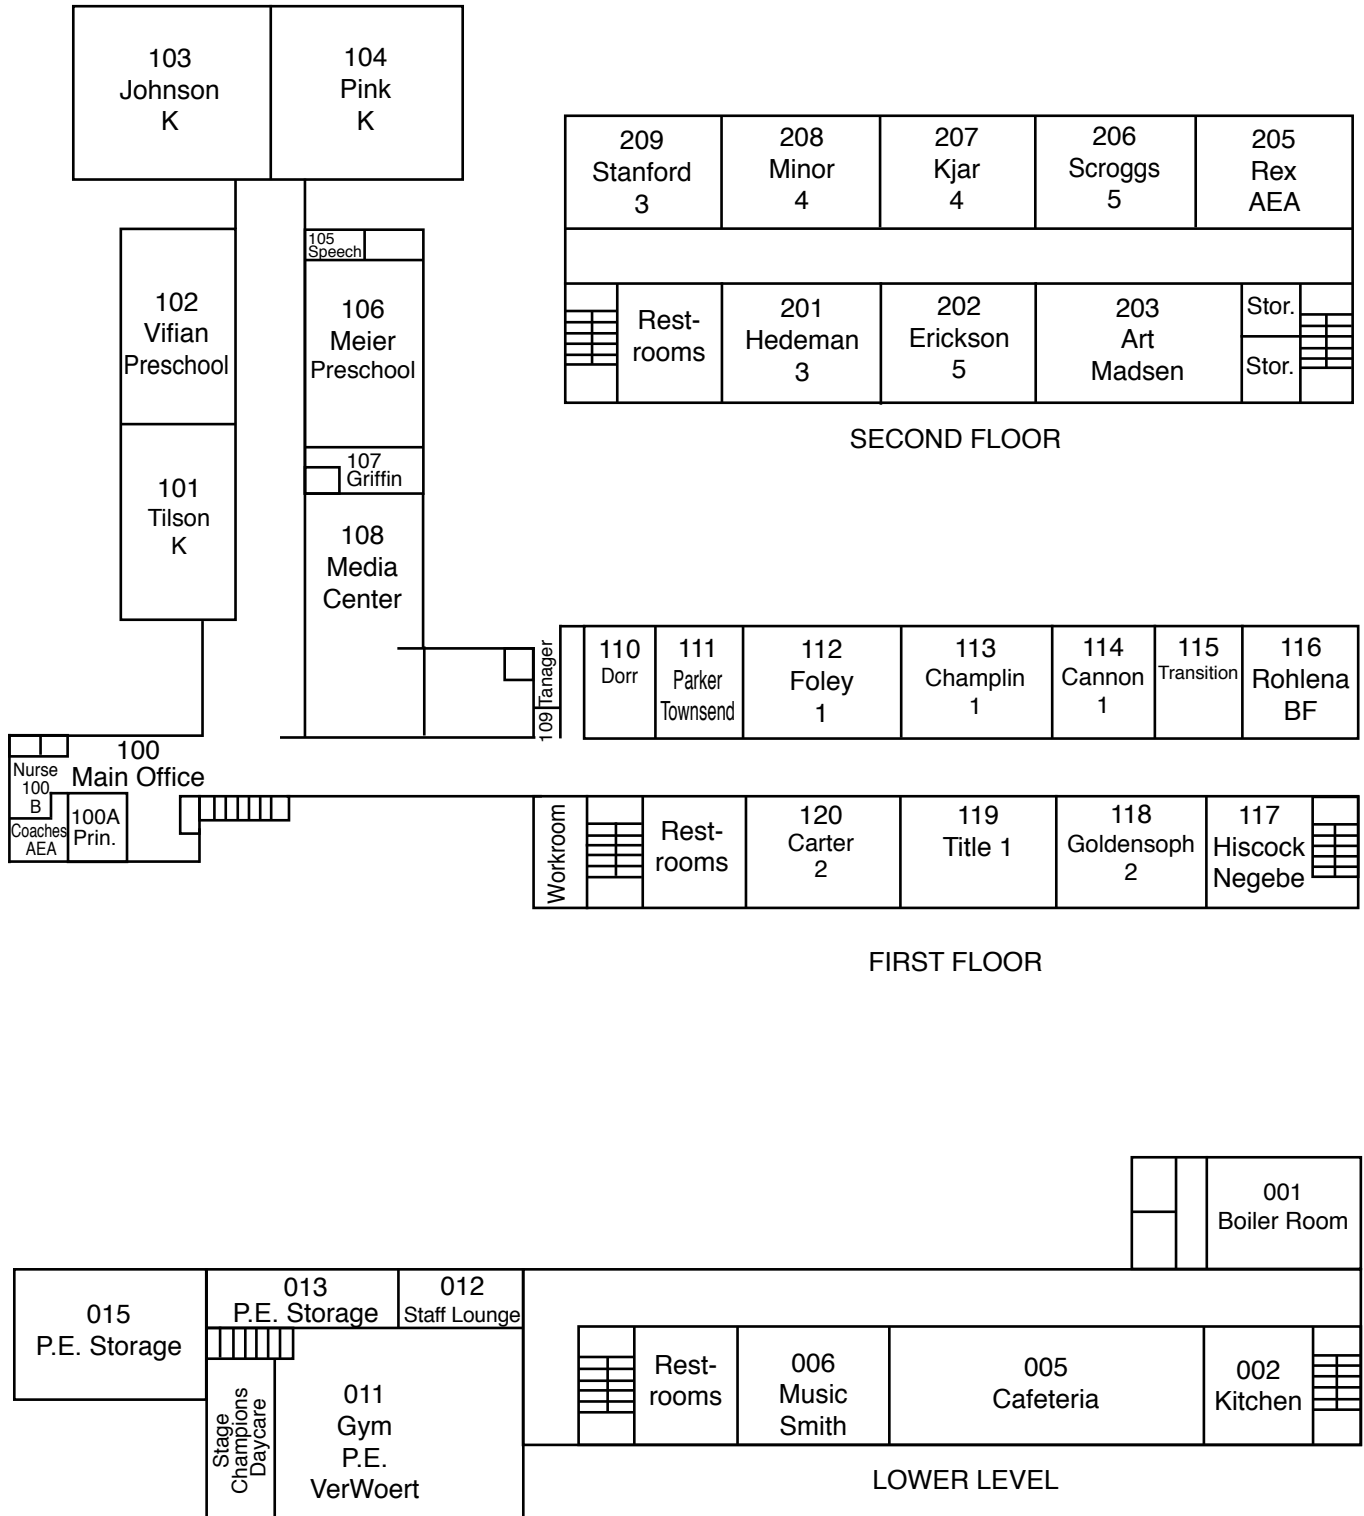 103
Johnson
K
104
Pink
K
209
Stanford
3
208
Minor
4
207
Kjar
4
206
Scroggs
5
205
Rex
AEA
Rest-
rooms
201
Hedeman
3
202
Erickson
5
203
Art
Madsen
Stor.
Stor.
SECOND FLOOR
105
Speech
102
Vifian
Preschool
106
Meier
Preschool
107
Griffin
101
Tilson
K
108
Media
Center
109 Tanager
110
Dorr
111
Parker
Townsend
112
Foley
1
113
Champlin
1
114
Cannon
1
115
Transition
116
Rohlena
BF
100
Main Office
Nurse
100
B
Coaches
AEA
100A
Prin.
Workroom
Rest-
rooms
120
Carter
2
119
Title 1
118
Goldensoph
2
117
Hiscock
Negebe
FIRST FLOOR
001
Boiler Room
015
P.E. Storage
013
P.E. Storage
012
Staff Lounge
Stage
Champions
Daycare
011
Gym
P.E.
VerWoert
Rest-
rooms
006
Music
Smith
005
Cafeteria
002
Kitchen
LOWER LEVEL